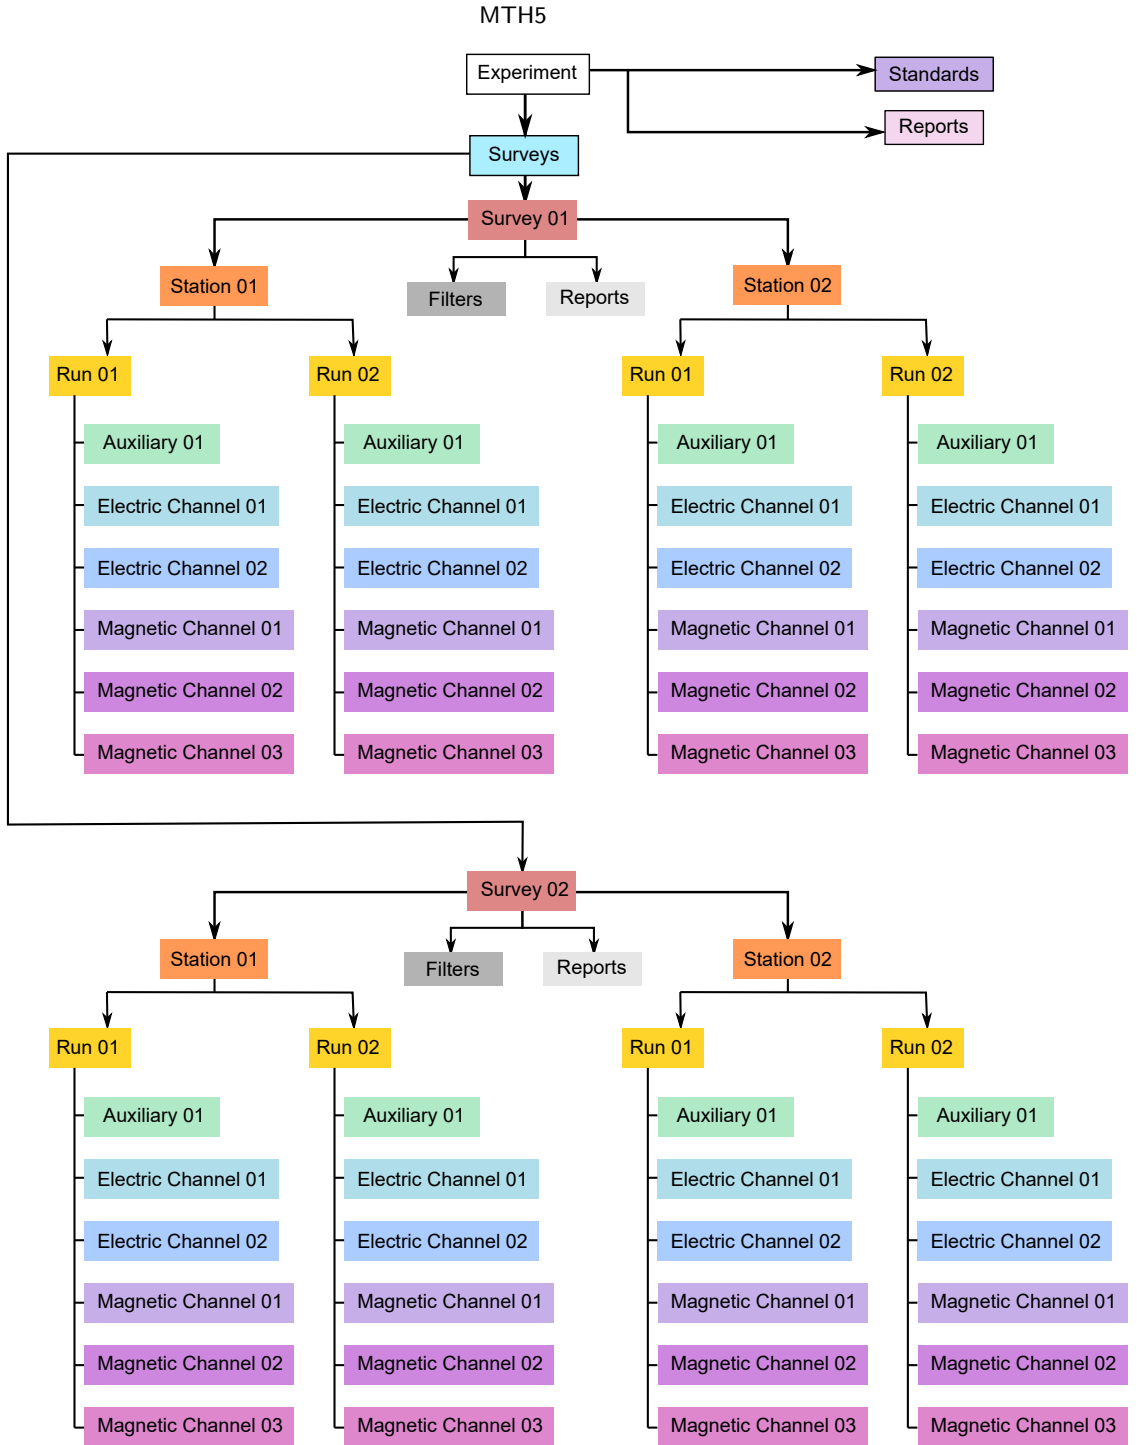 MTH5
Experiment
Standards
Reports
Surveys
Survey 01
Station 01
Filters
Reports
Station 02
Run 01
Run 02
Run 01
Run 02
Auxiliary 01
Auxiliary 01
Auxiliary 01
Auxiliary 01
Electric Channel 01
Electric Channel 01
Electric Channel 01
Electric Channel 01
Electric Channel 02
Electric Channel 02
Electric Channel 02
Electric Channel 02
Magnetic Channel 01
Magnetic Channel 01
Magnetic Channel 01
Magnetic Channel 01
Magnetic Channel 02
Magnetic Channel 02
Magnetic Channel 02
Magnetic Channel 02
Magnetic Channel 03
Magnetic Channel 03
Magnetic Channel 03
Magnetic Channel 03
Survey 02
Station 01
Filters
Reports
Station 02
Run 01
Run 02
Run 01
Run 02
Auxiliary 01
Auxiliary 01
Auxiliary 01
Auxiliary 01
Electric Channel 01
Electric Channel 01
Electric Channel 01
Electric Channel 01
Electric Channel 02
Electric Channel 02
Electric Channel 02
Electric Channel 02
Magnetic Channel 01
Magnetic Channel 01
Magnetic Channel 01
Magnetic Channel 01
Magnetic Channel 02
Magnetic Channel 02
Magnetic Channel 02
Magnetic Channel 02
Magnetic Channel 03
Magnetic Channel 03
Magnetic Channel 03
Magnetic Channel 03